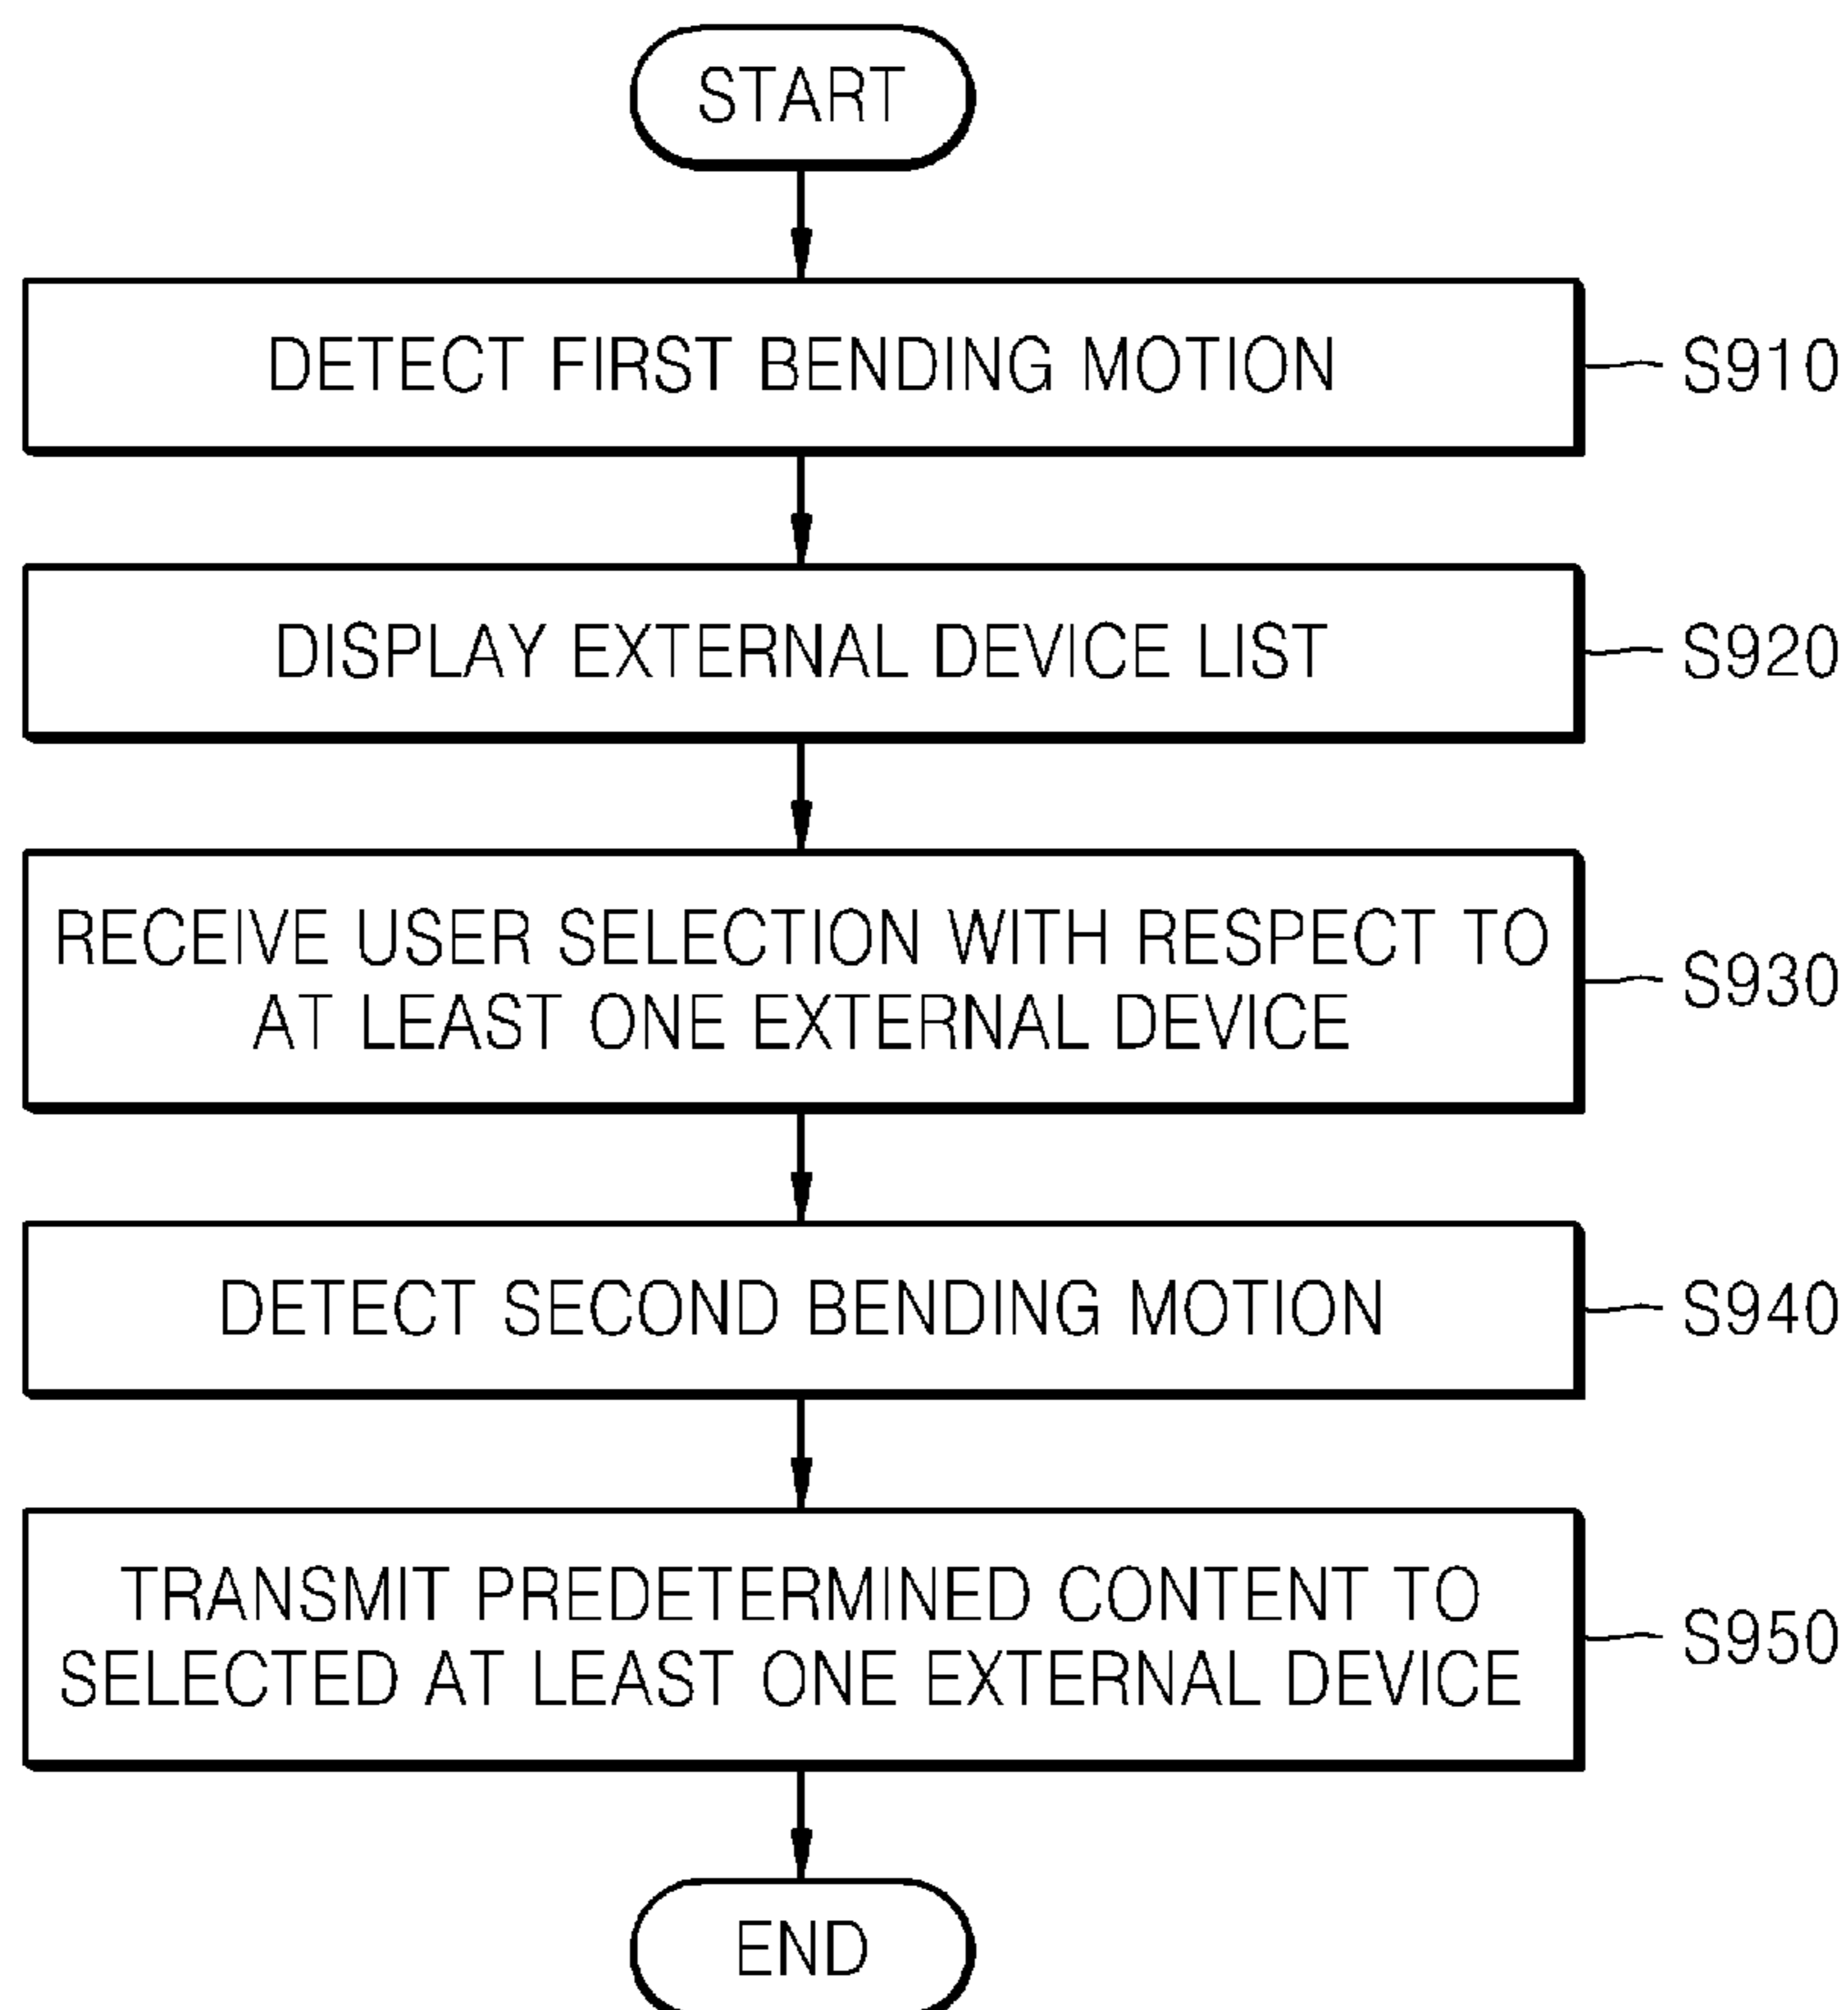 START
DETECT FIRST BENDING MOTION
S910
DISPLAY EXTERNAL DEVICE LIST
S920
RECEIVE USER SELECTION WITH RESPECT TO
AT LEAST ONE EXTERNAL DEVICE
S930
DETECT SECOND BENDING MOTION
S940
TRANSMIT PREDETERMINED CONTENT TO
SELECTED AT LEAST ONE EXTERNAL DEVICE
S950
END